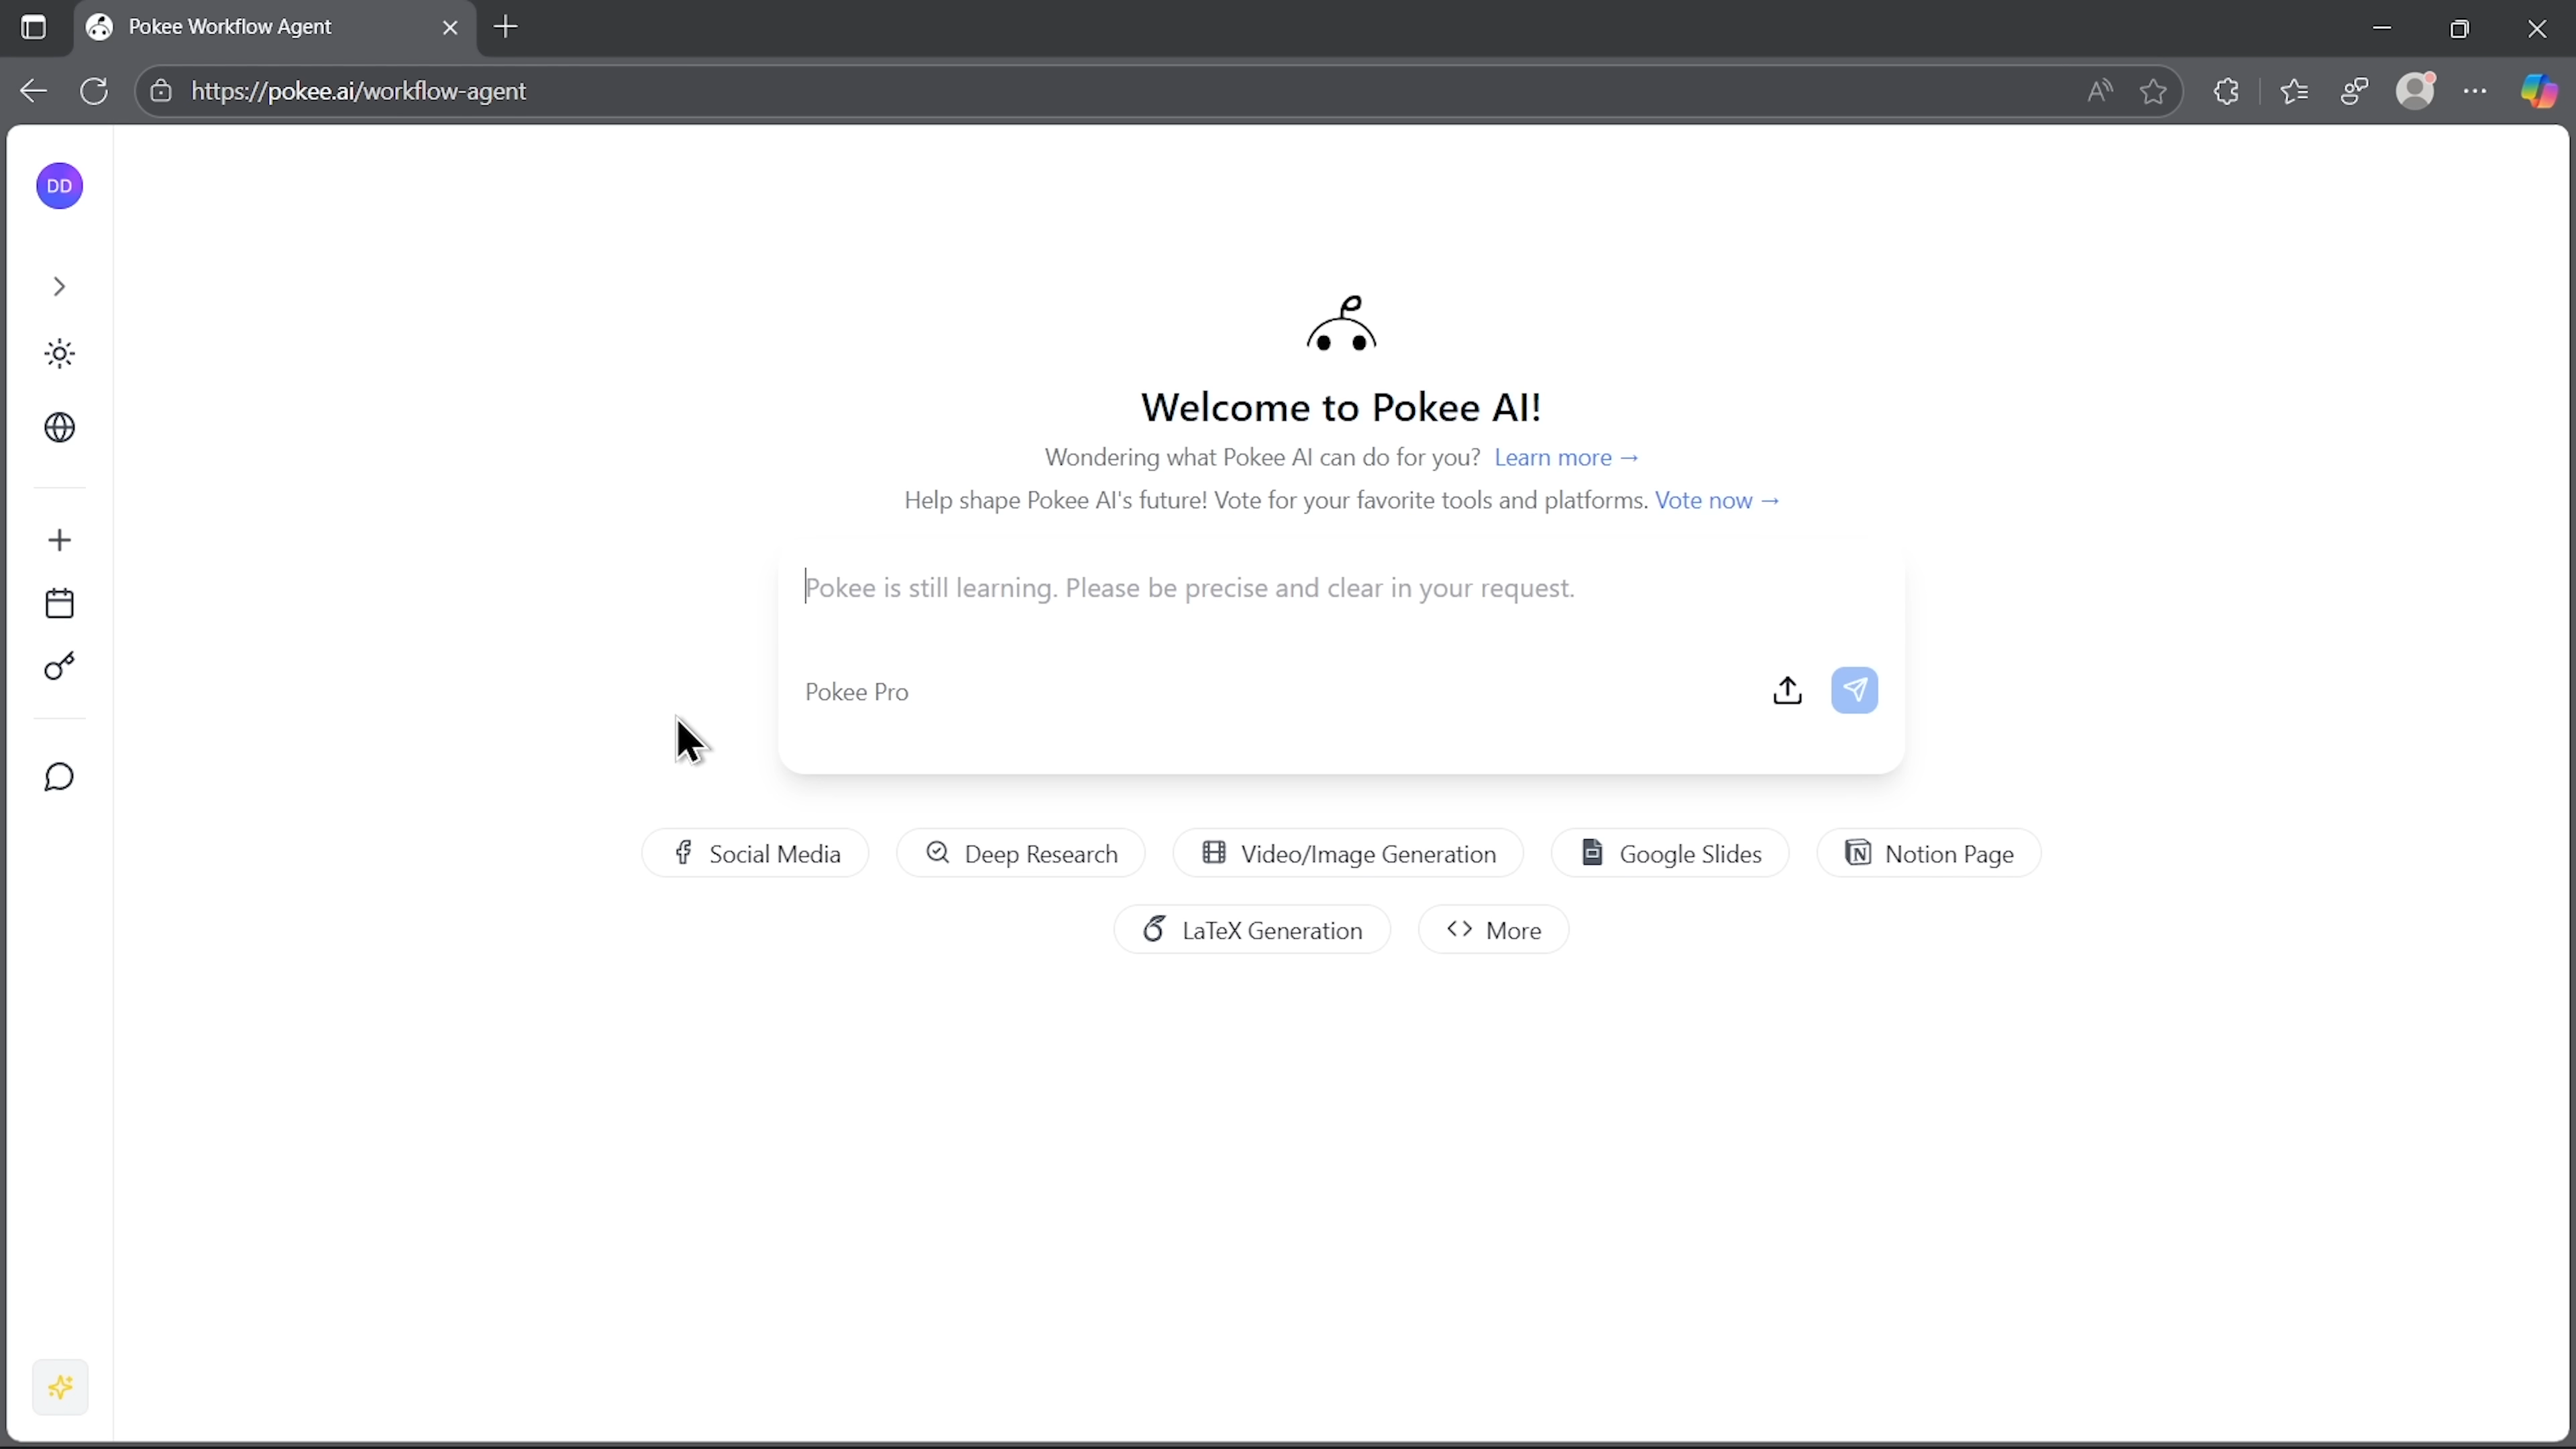 Pokee Workflow Agent
https://pokee.ai/workflow-agent
DD
Welcome to Pokee AI!
Wondering what Pokee AI can do for you? Learn more →
Help shape Pokee AI's future! Vote for your favorite tools and platforms. Vote now →
Pokee is still learning. Please be precise and clear in your request.
Pokee Pro
Social Media
Deep Research
Video/Image Generation
Google Slides
Notion Page
LaTeX Generation
More